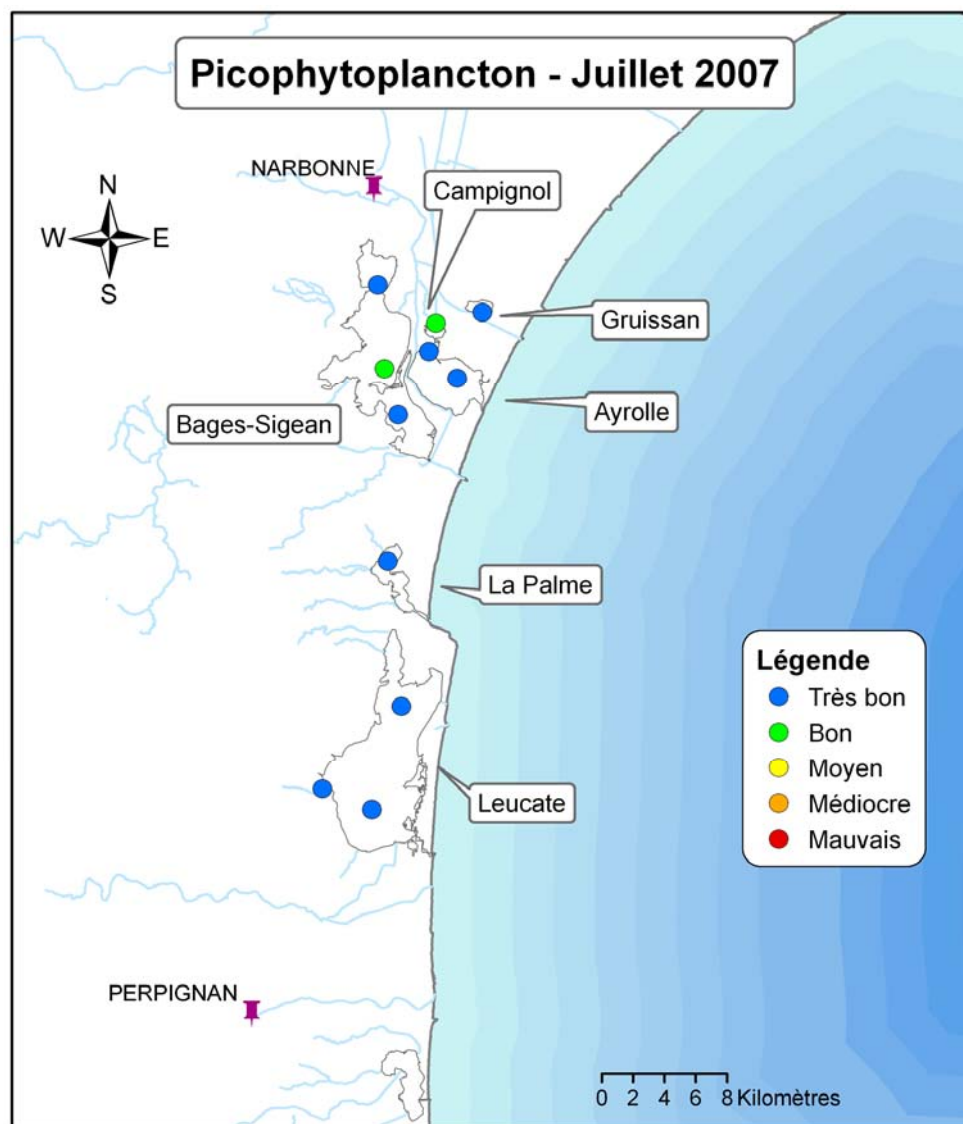 Picophytoplancton - Juillet 2007
NARBONNE
Campignol
N
W E
S
Gruissan
Ayrolle
Bages-Sigean
La Palme
Légende
Très bon
Bon
Moyen
Médiocre
Mauvais
Leucate
PERPIGNAN
0 2 4 6 8 Kilomètres